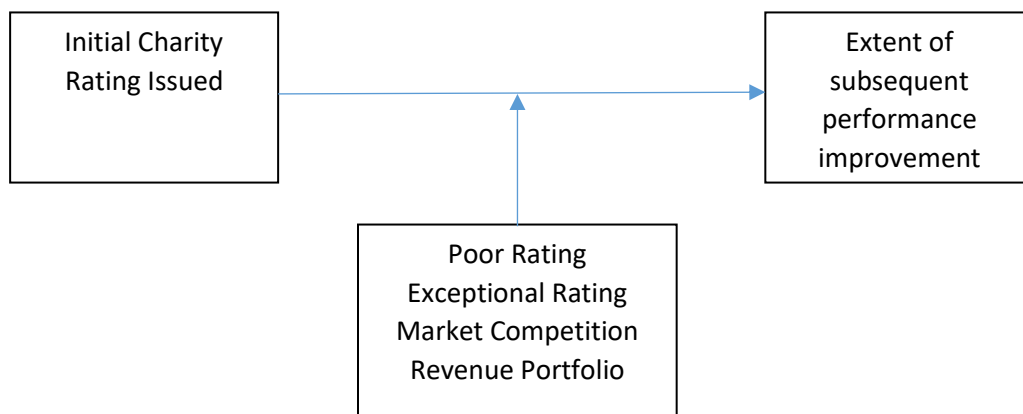 Initial Charity
Rating Issued
Extent of
subsequent
performance
improvement
Poor Rating
Exceptional Rating
Market Competition
Revenue Portfolio